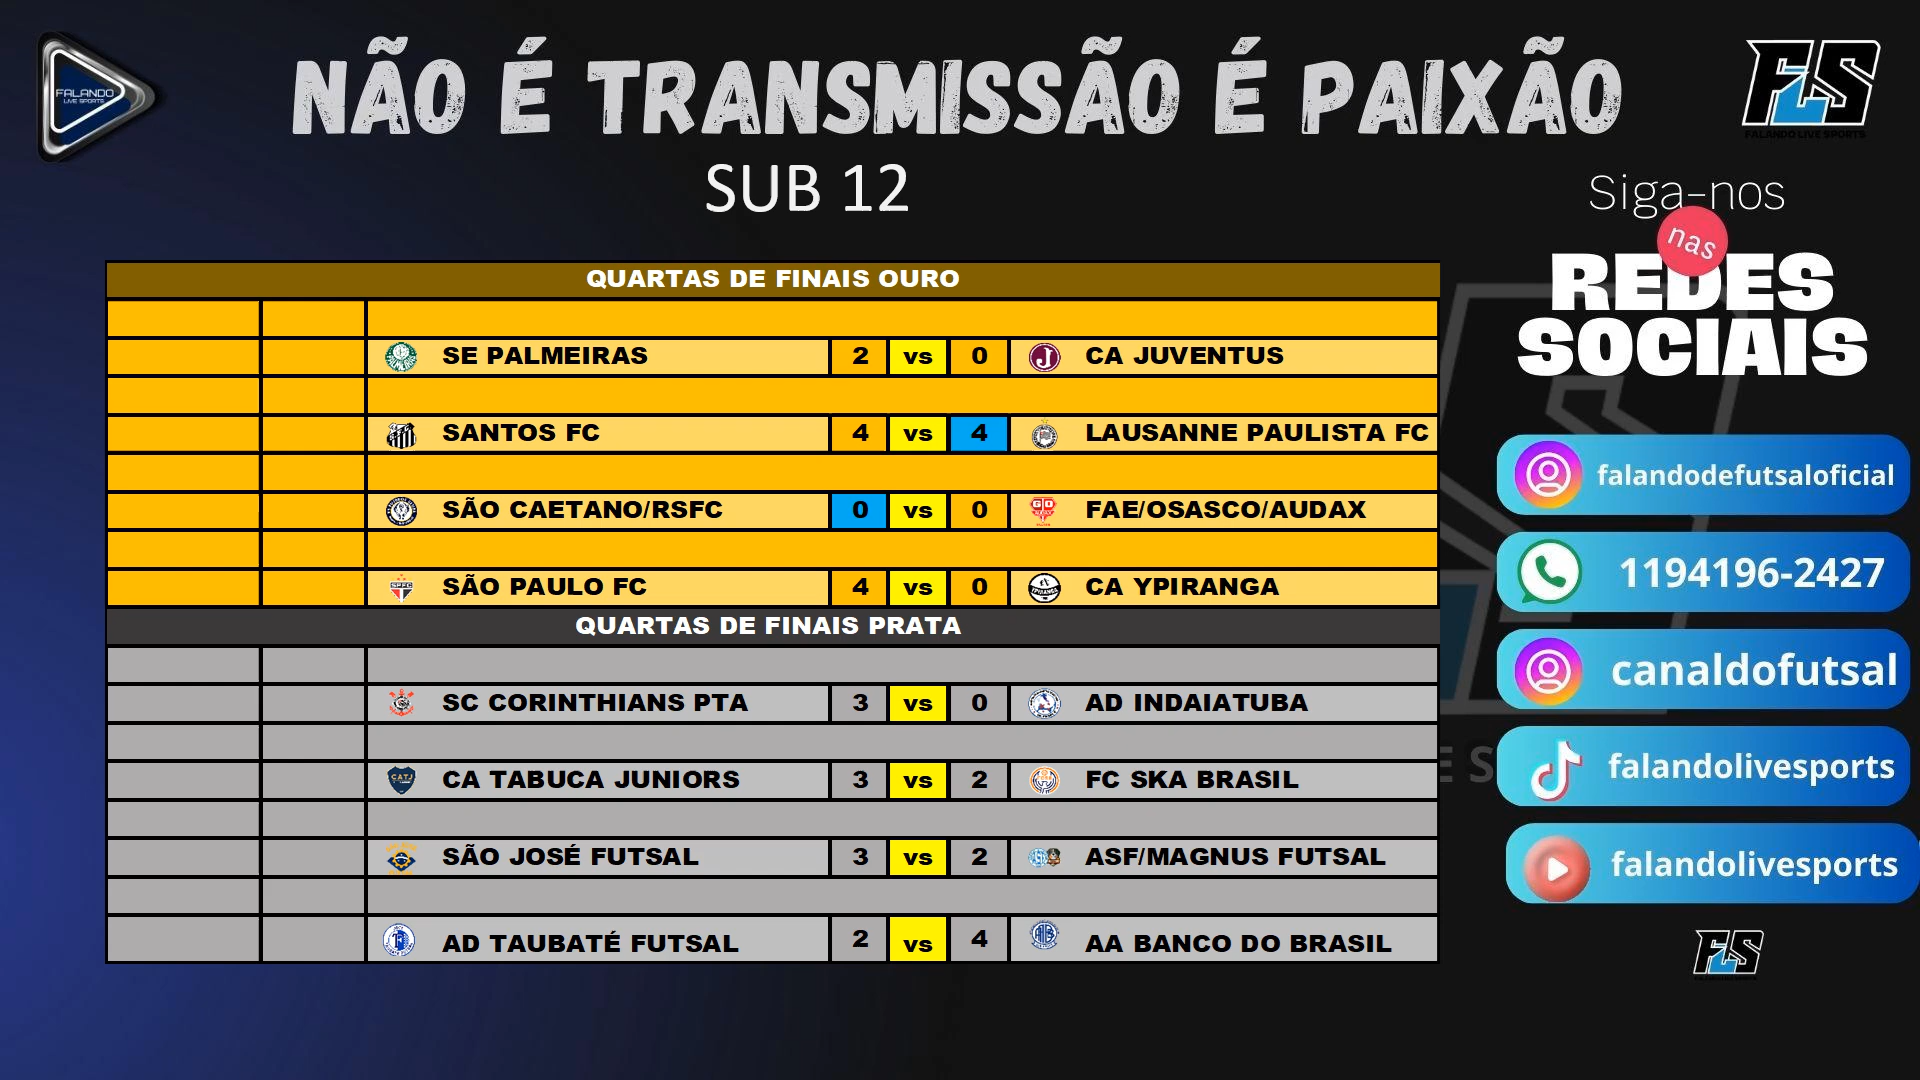 FALANDO
LIVE SPORTS
NÃO É TRANSMISSÃO É PAIXÃO
FLS
FALANDO LIVE SPORTS
SUB 12
Siga-nos
nas
REDES
SOCIAIS
QUARTAS DE FINAIS OURO
SE PALMEIRAS 2 vs 0 CA JUVENTUS
SANTOS FC 4 vs 4 LAUSANNE PAULISTA FC
SÃO CAETANO/RSFC 0 vs 0 FAE/OSASCO/AUDAX
SÃO PAULO FC 4 vs 0 CA YPIRANGA
QUARTAS DE FINAIS PRATA
SC CORINTHIANS PTA 3 vs 0 AD INDAIATUBA
CA TABUCA JUNIORS 3 vs 2 FC SKA BRASIL
SÃO JOSÉ FUTSAL 3 vs 2 ASF/MAGNUS FUTSAL
AD TAUBATÉ FUTSAL 2 vs 4 AA BANCO DO BRASIL
falandodefutsaloficial
1194196-2427
canaldofutsal
falandolivesports
falandolivesports
FLS